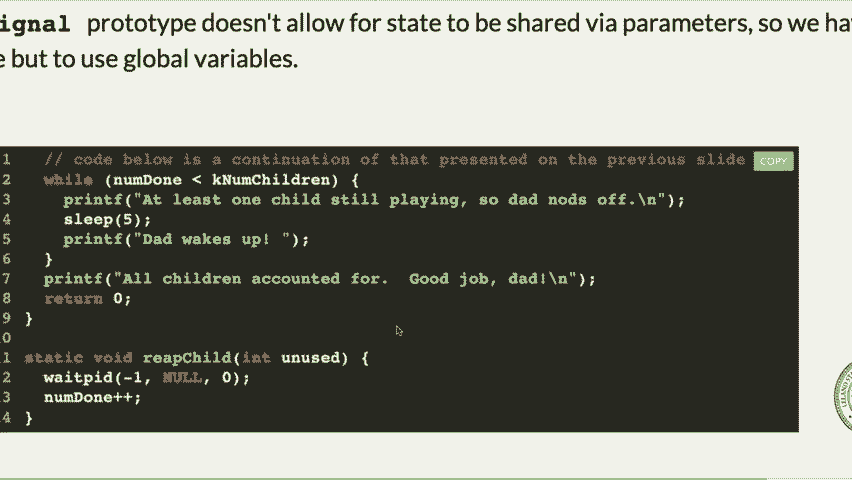 ignal prototype doesn't allow for state to be shared via parameters, so we ha
e but to use global variables.
COPY
1 // code below is a continuation of that presented on the previous slide
2 while (numDone < kNumChildren) {
3 printf("At least one child still playing, so dad nods off.\n");
4 sleep(5);
5 printf("Dad wakes up! ");
6 }
7 printf("All children accounted for.  Good job, dad!\n");
8 return 0;
9 }
0
1 static void reapChild(int unused) {
2 waitpid(-1, NULL, 0);
3 numDone++;
4 }